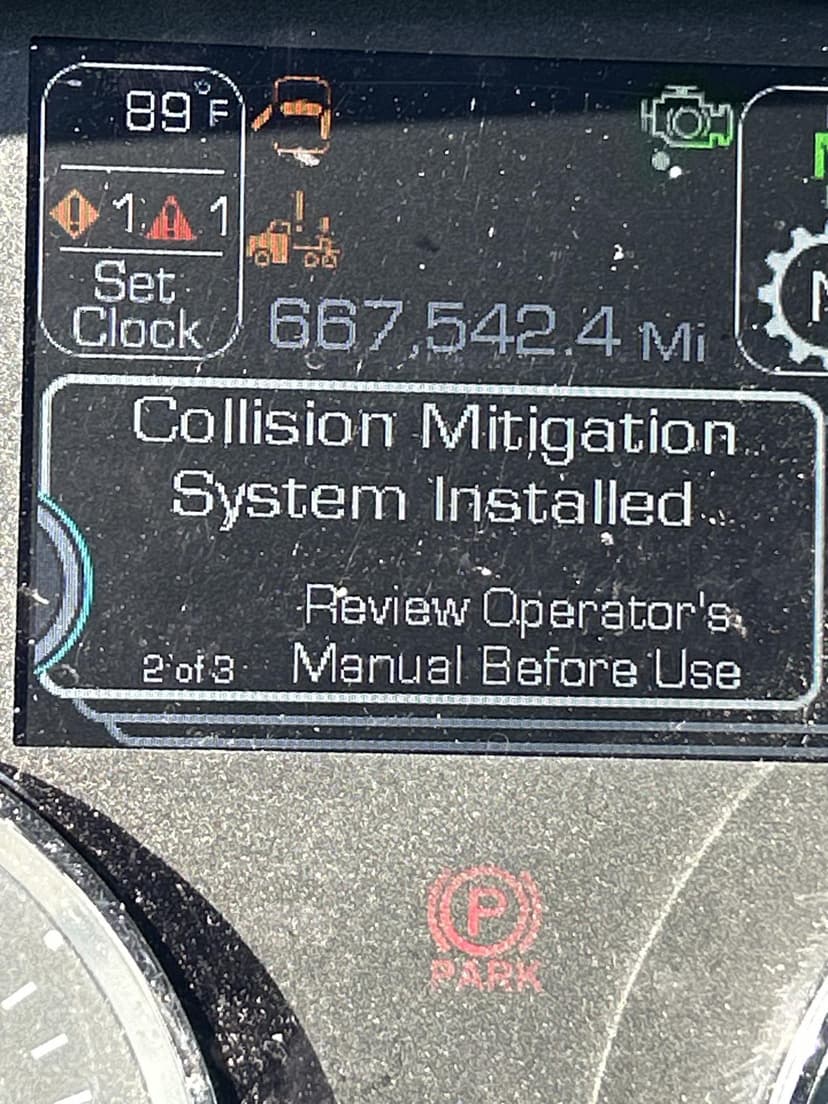 89°F
1 1
Set
Clock
667,542.4 Mi
N
Collision Mitigation
System Installed
Review Operator's
2 of 3 Manual Before Use
P
PARK